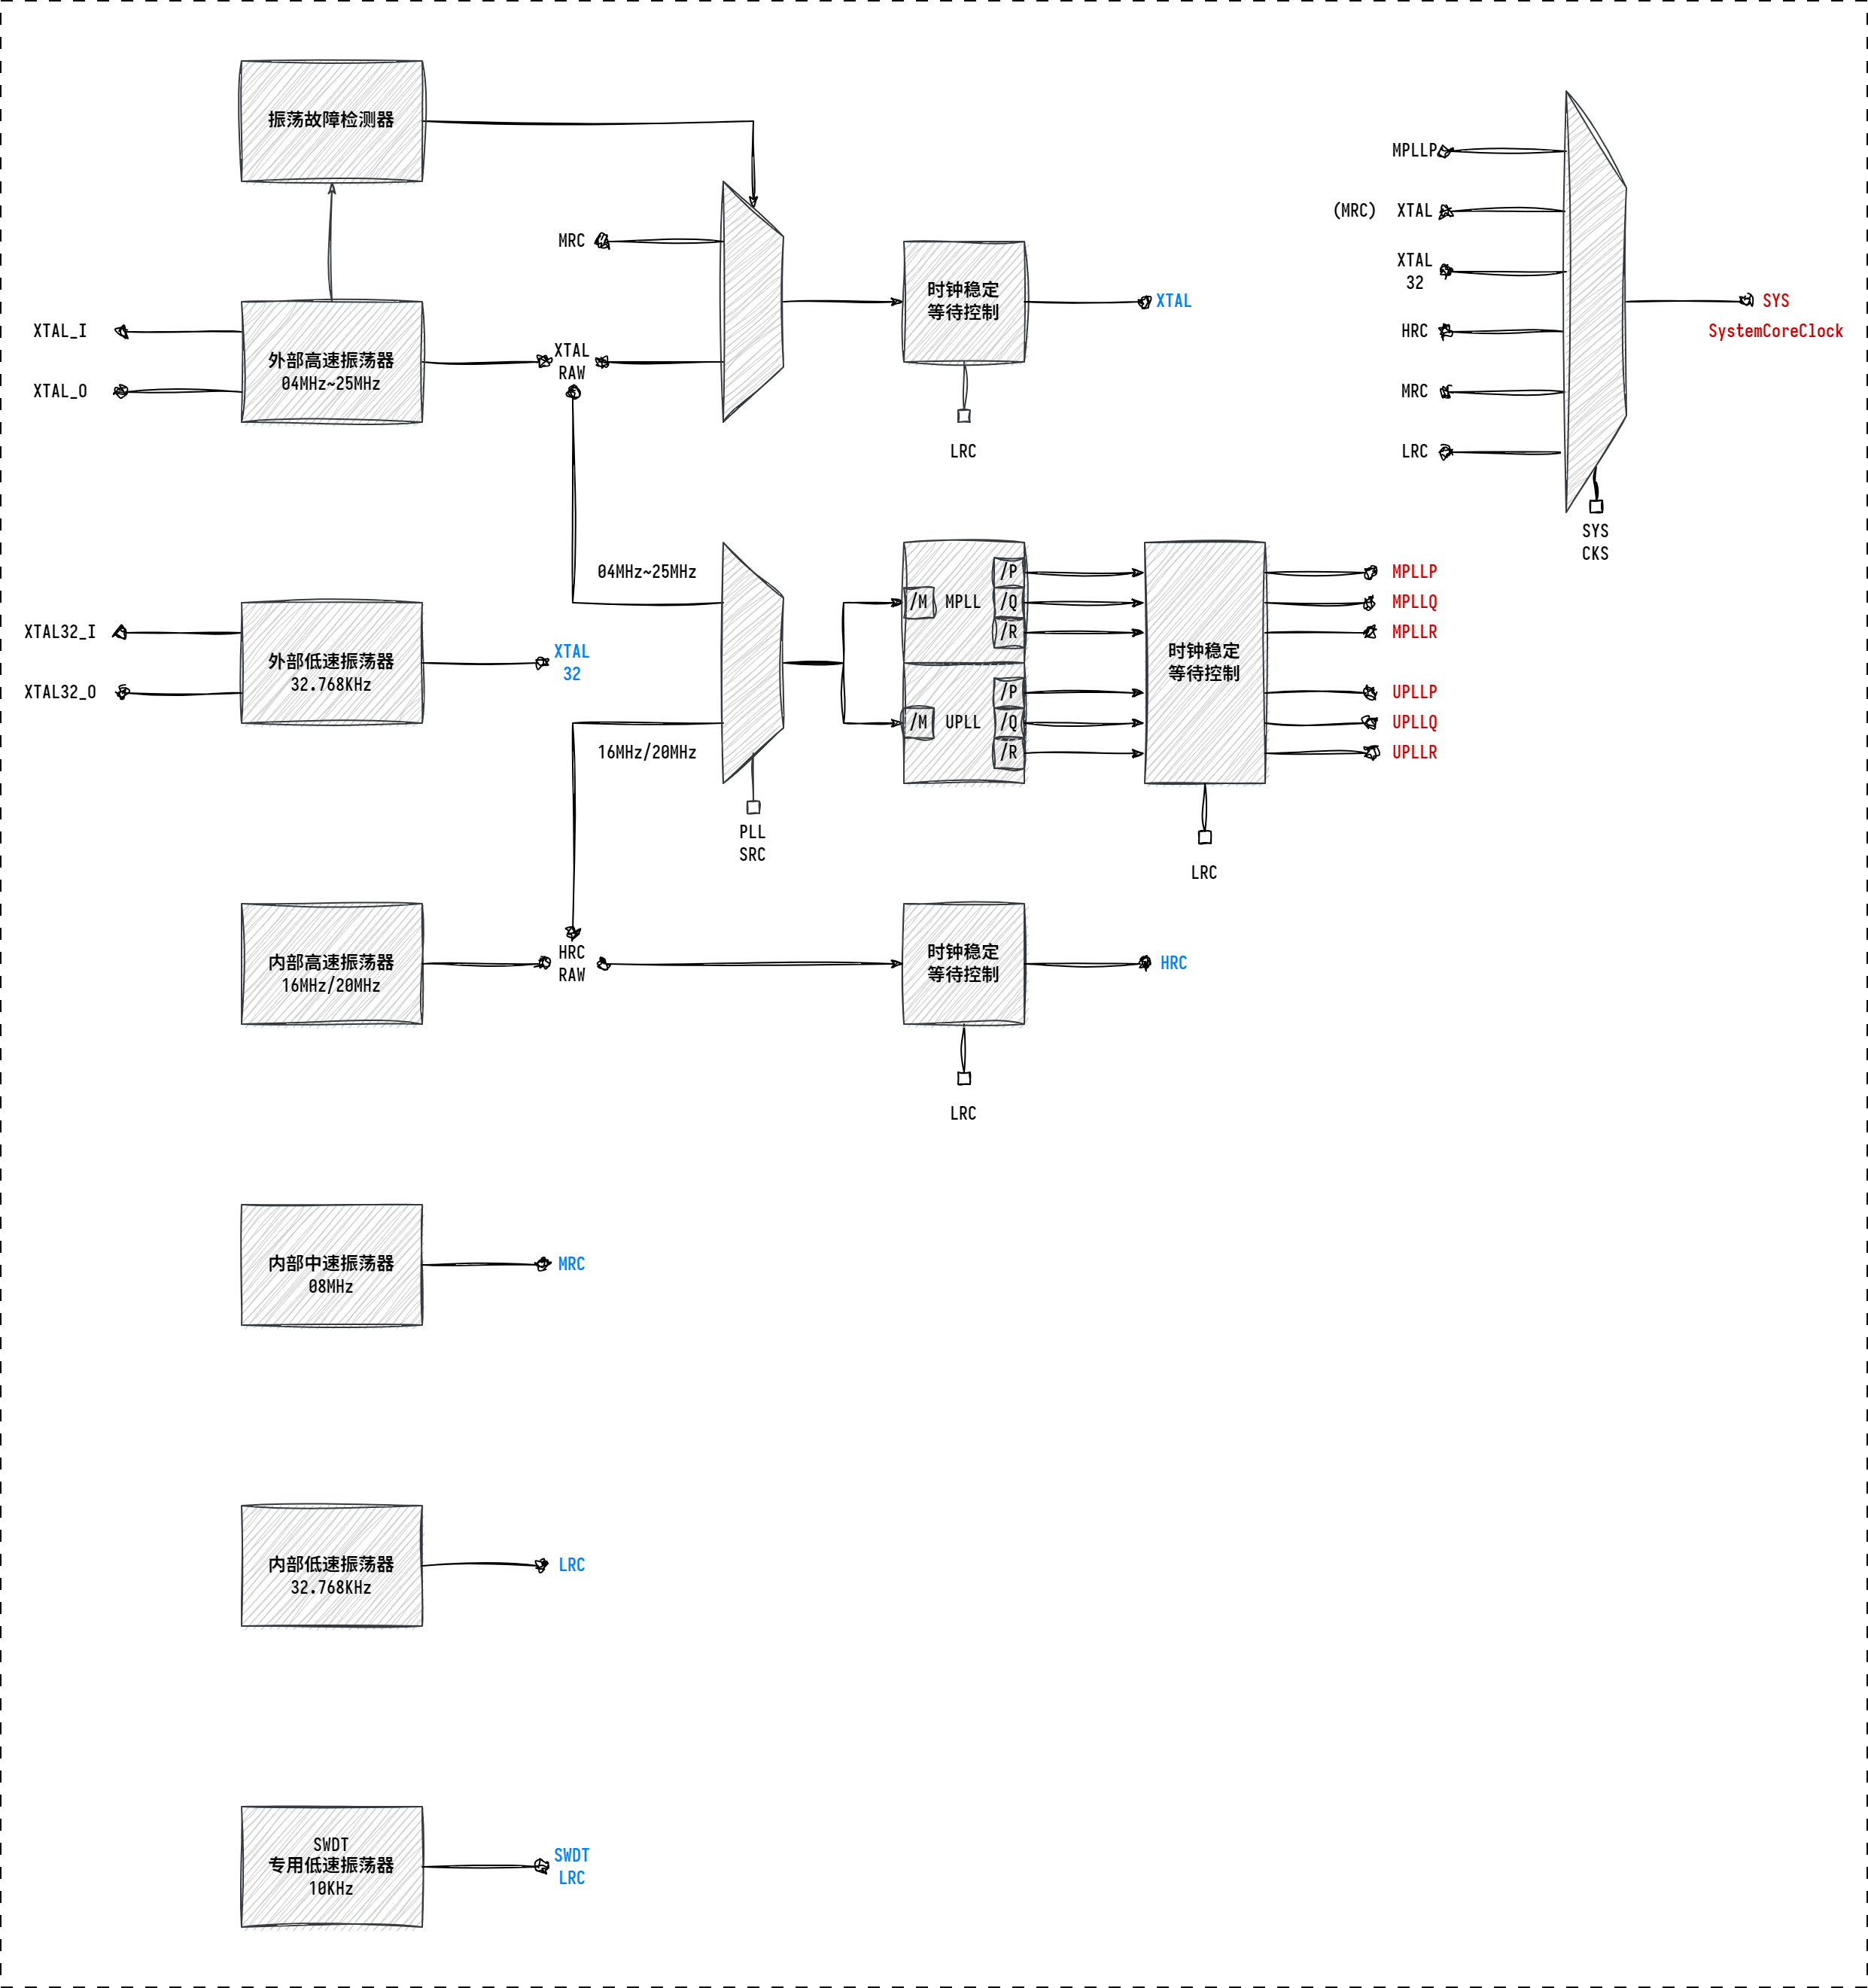 振荡故障检测器
MPLLP
(MRC) XTAL
MRC
XTAL
32
时钟稳定
等待控制
XTAL
SYS
XTAL_I
HRC
SystemCoreClock
XTAL
RAW
外部高速振荡器
04MHz~25MHz
XTAL_O
MRC
LRC
LRC
SYS
CKS
04MHz~25MHz
/P
MPLLP
/M MPLL /Q
MPLLQ
/R
MPLLR
XTAL32_I
外部低速振荡器
32.768KHz
XTAL
32
时钟稳定
等待控制
XTAL32_O
/P
UPLLP
/M UPLL /Q
UPLLQ
16MHz/20MHz
/R
UPLLR
PLL
SRC
LRC
内部高速振荡器
16MHz/20MHz
HRC
RAW
时钟稳定
等待控制
HRC
LRC
内部中速振荡器
08MHz
MRC
内部低速振荡器
32.768KHz
LRC
SWDT
专用低速振荡器
10KHz
SWDT
LRC